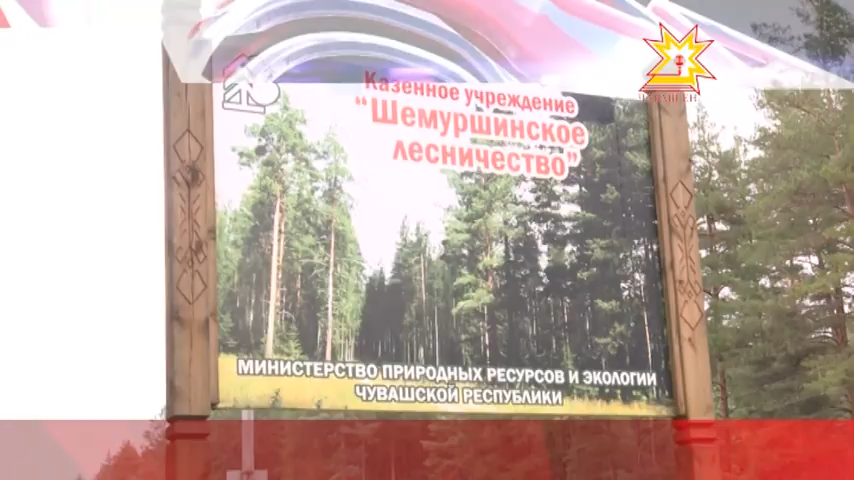 Казенное учреждение
"Шемуршинское
лесничество"
МИНИСТЕРСТВО ПРИРОДНЫХ РЕСУРСОВ И ЭКОЛОГИИ
ЧУВАШСКОЙ РЕСПУБЛИКИ